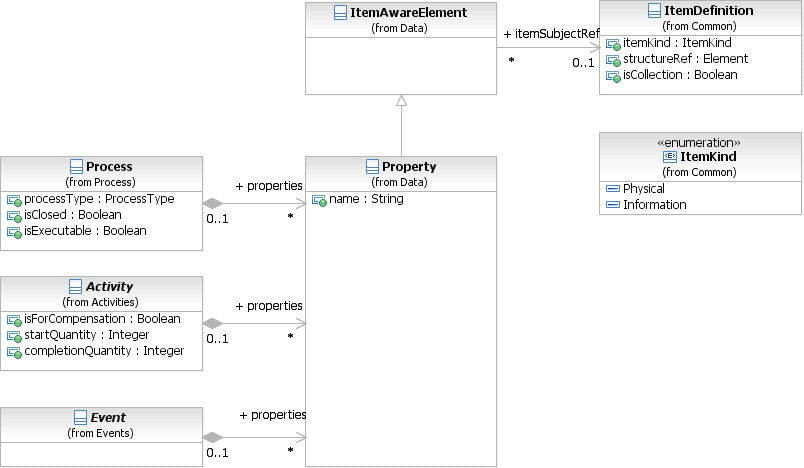 ItemAwareElement
(from Data)
+ itemSubjectRef
*
0..1
ItemDefinition
(from Common)
itemKind : ItemKind
structureRef : Element
isCollection : Boolean
«enumeration»
ItemKind
(from Common)
Physical
Information
Process
(from Process)
processType : ProcessType
isClosed : Boolean
isExecutable : Boolean
+ properties
0..1
*
Property
(from Data)
name : String
Activity
(from Activities)
isForCompensation : Boolean
startQuantity : Integer
completionQuantity : Integer
+ properties
0..1
*
Event
(from Events)
+ properties
0..1
*